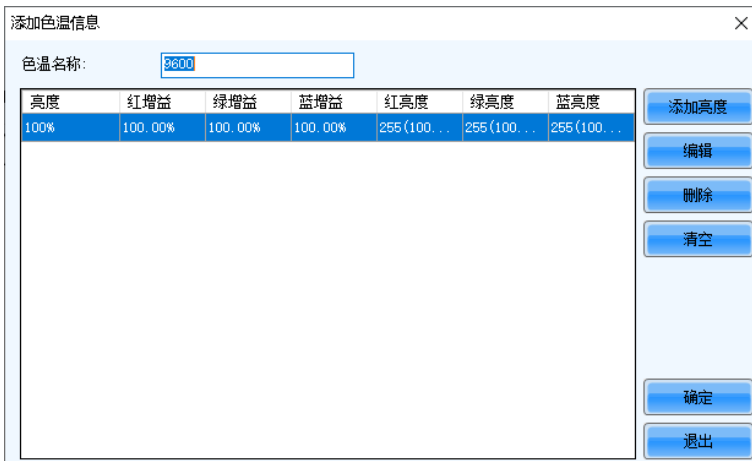 添加色温信息
色温名称: 9600
亮度 红增益 绿增益 蓝增益 红亮度 绿亮度 蓝亮度
100% 100.00% 100.00% 100.00% 255(100... 255(100... 255(100...
添加亮度
编辑
删除
清空
确定
退出